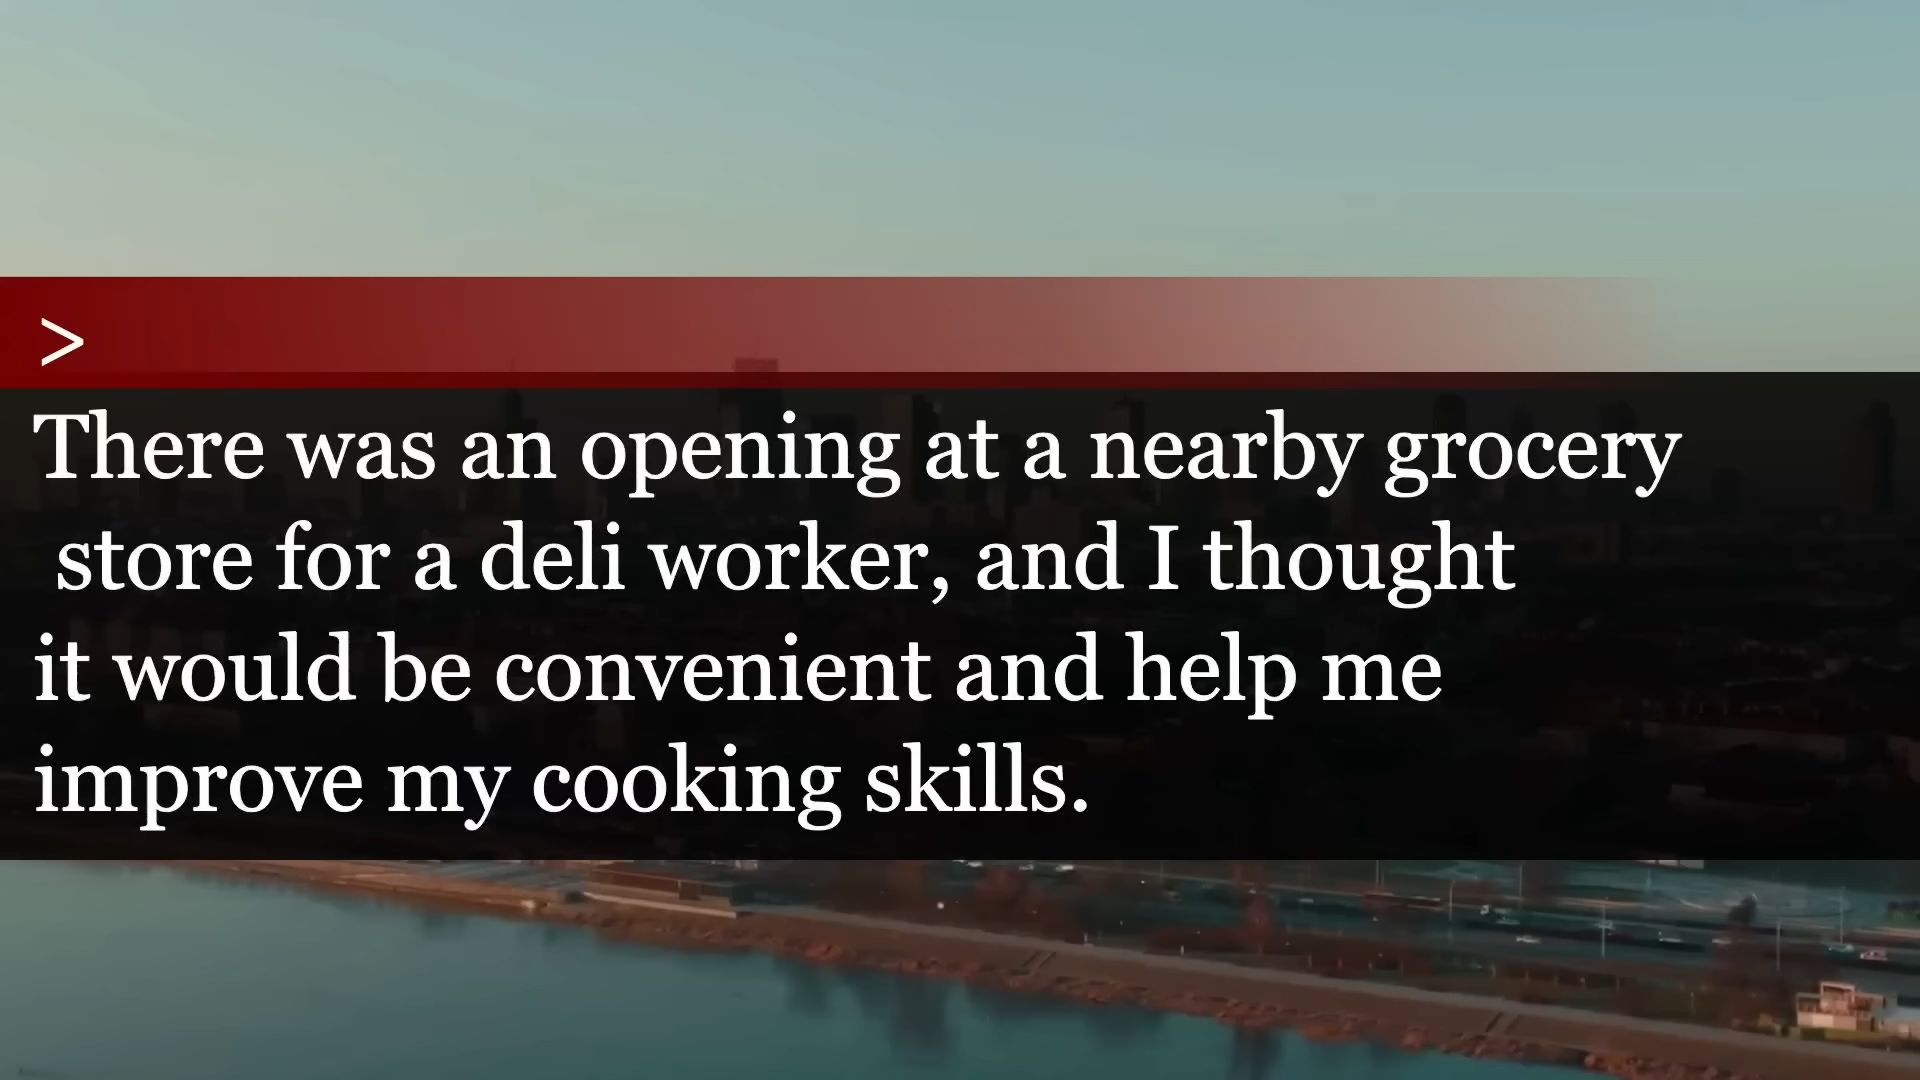 >
There was an opening at a nearby grocery
store for a deli worker, and I thought
it would be convenient and help me
improve my cooking skills.